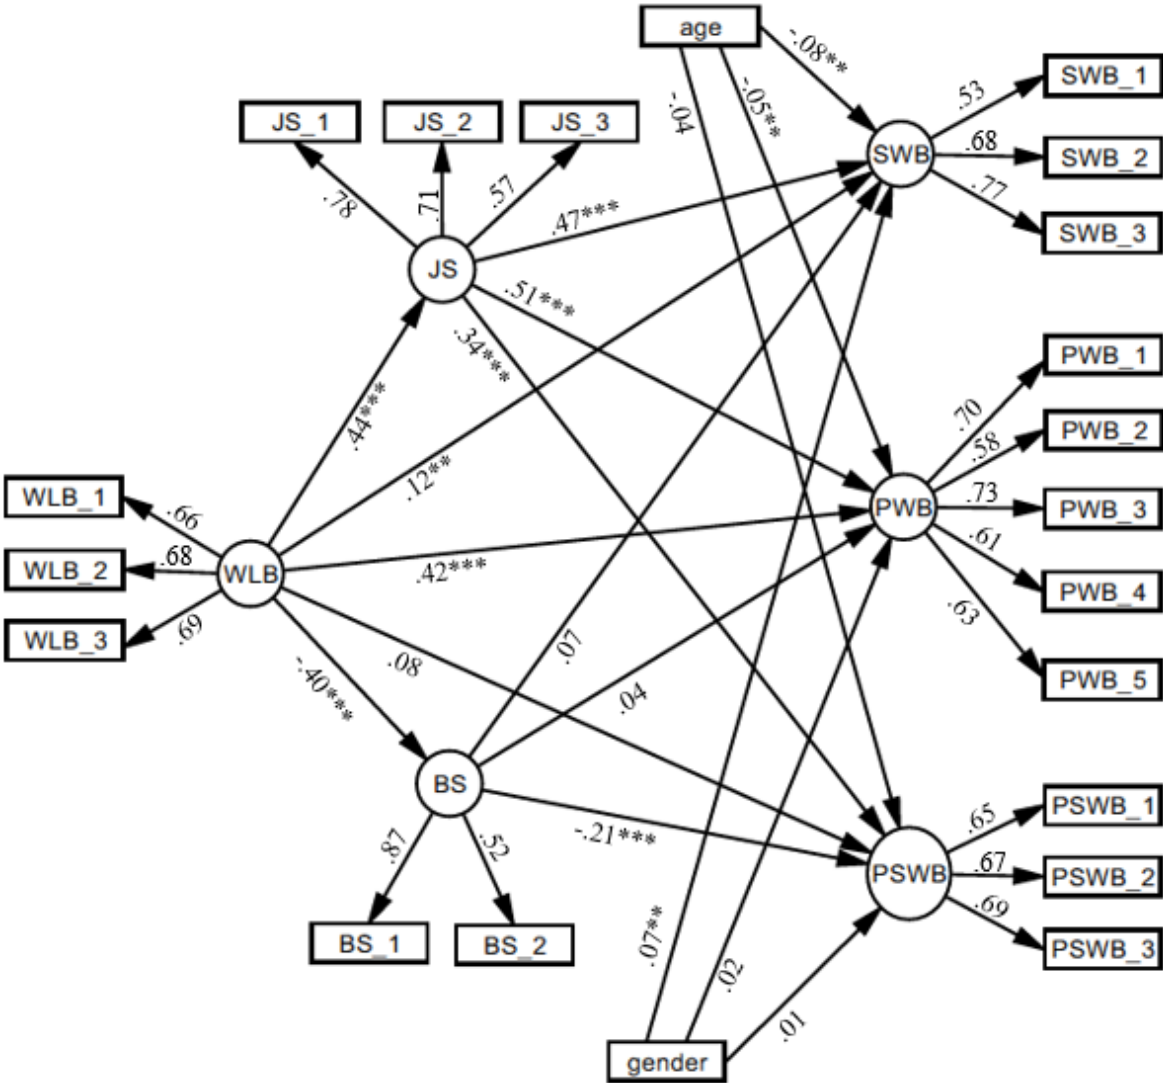 age
-.08**
-.04
-.05**
SWB_1
.53
JS_1
JS_2
JS_3
SWB
.68
SWB_2
.78
.71
.57
.77
.47***
SWB_3
JS
.51***
.34***
PWB_1
.44***
.70
PWB_2
.58
.12**
WLB_1
.66
PWB
.73
PWB_3
WLB_2
.68
WLB
.42***
.61
PWB_4
WLB_3
.69
.63
.07
.08
-.40***
.04
PWB_5
BS
PSWB_1
.65
.87
.52
-.21***
PSWB
.67
PSWB_2
.69
BS_1
BS_2
.07**
.02
PSWB_3
.01
gender